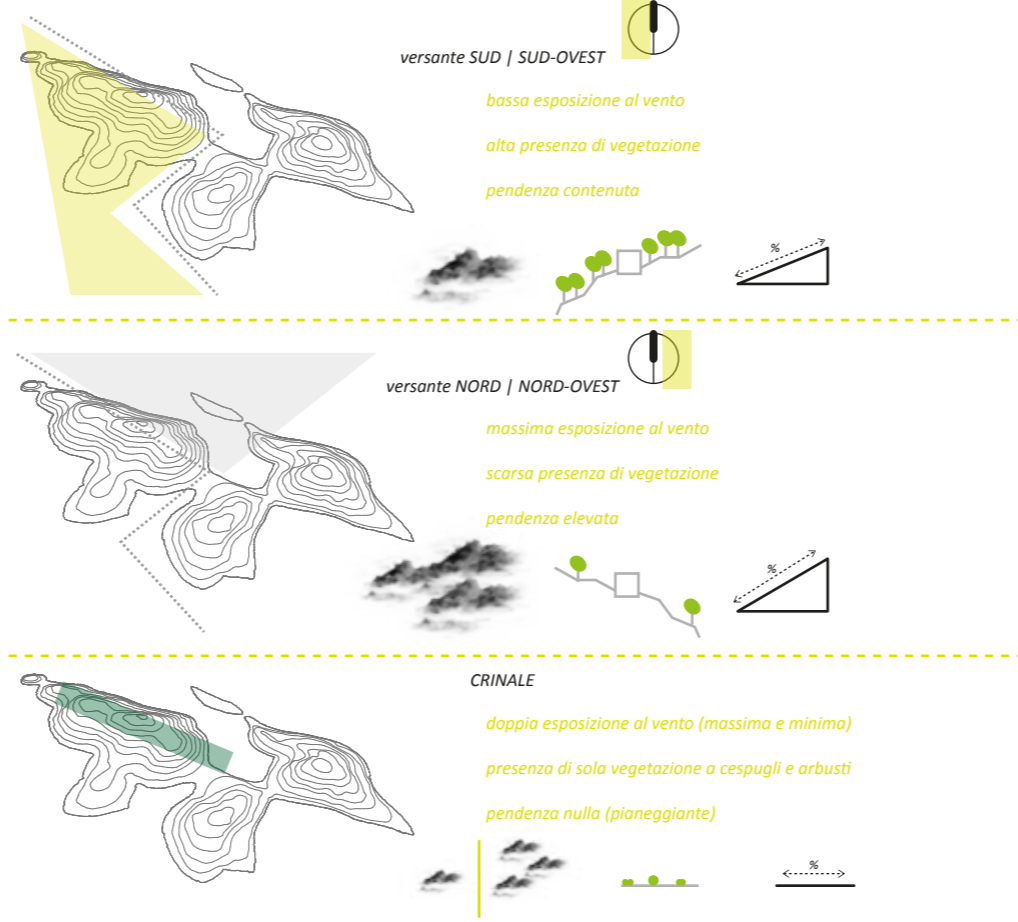 versante SUD | SUD-OVEST
bassa esposizione al vento
alta presenza di vegetazione
pendenza contenuta
%
versante NORD | NORD-OVEST
massima esposizione al vento
scarsa presenza di vegetazione
pendenza elevata
%
CRINALE
doppia esposizione al vento (massima e minima)
presenza di sola vegetazione a cespugli e arbusti
pendenza nulla (pianeggiante)
%